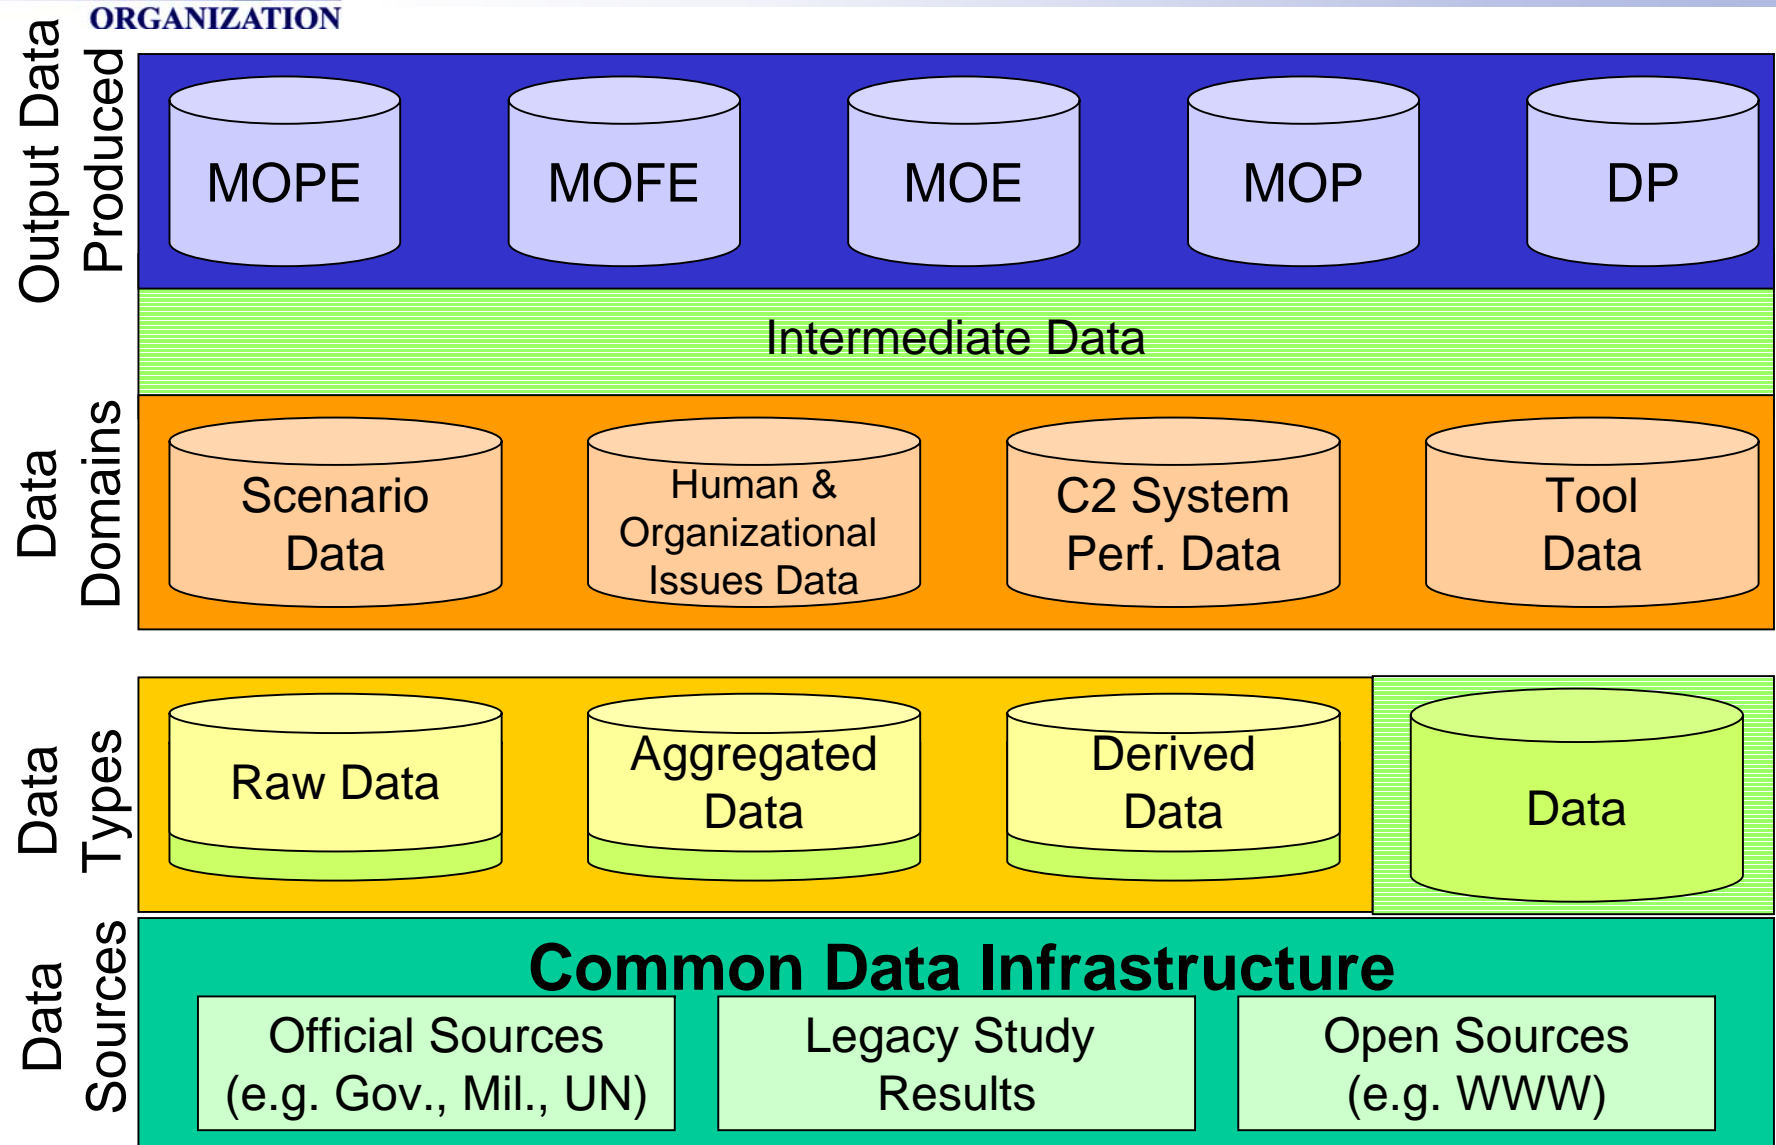 ORGANIZATION
Output Data
Produced
MOPE
MOFE
MOE
MOP
DP
Intermediate Data
Data
Domains
Scenario
Data
Human &
Organizational
Issues Data
C2 System
Perf. Data
Tool
Data
Data
Types
Raw Data
Aggregated
Data
Derived
Data
Data
Data
Sources
Common Data Infrastructure
Official Sources
(e.g. Gov., Mil., UN)
Legacy Study
Results
Open Sources
(e.g. WWW)